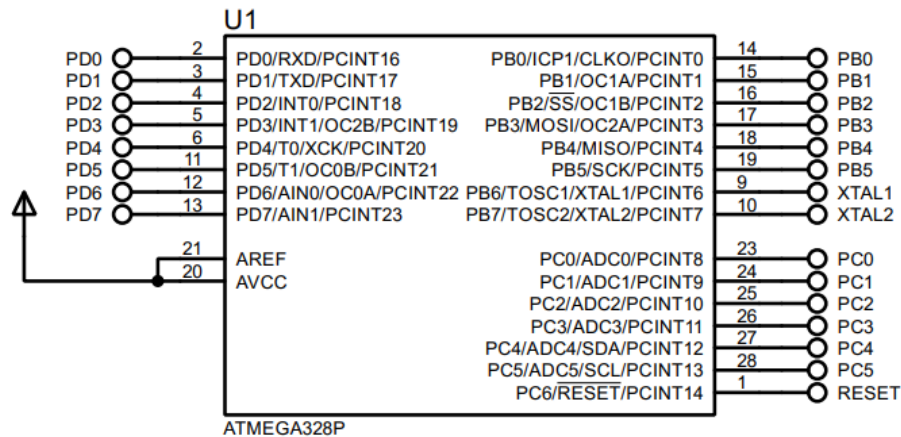 U1
PD0 2 PD0/RXD/PCINT16 PB0/ICP1/CLKO/PCINT0 14 PB0
PD1 3 PD1/TXD/PCINT17 PB1/OC1A/PCINT1 15 PB1
PD2 4 PD2/INT0/PCINT18 PB2/SS/OC1B/PCINT2 16 PB2
PD3 5 PD3/INT1/OC2B/PCINT19 PB3/MOSI/OC2A/PCINT3 17 PB3
PD4 6 PD4/T0/XCK/PCINT20 PB4/MISO/PCINT4 18 PB4
PD5 11 PD5/T1/OC0B/PCINT21 PB5/SCK/PCINT5 19 PB5
PD6 12 PD6/AIN0/OC0A/PCINT22 PB6/TOSC1/XTAL1/PCINT6 9 XTAL1
PD7 13 PD7/AIN1/PCINT23 PB7/TOSC2/XTAL2/PCINT7 10 XTAL2
21 AREF PC0/ADC0/PCINT8 23 PC0
20 AVCC PC1/ADC1/PCINT9 24 PC1
PC2/ADC2/PCINT10 25 PC2
PC3/ADC3/PCINT11 26 PC3
PC4/ADC4/SDA/PCINT12 27 PC4
PC5/ADC5/SCL/PCINT13 28 PC5
PC6/RESET/PCINT14 1 RESET
ATMEGA328P